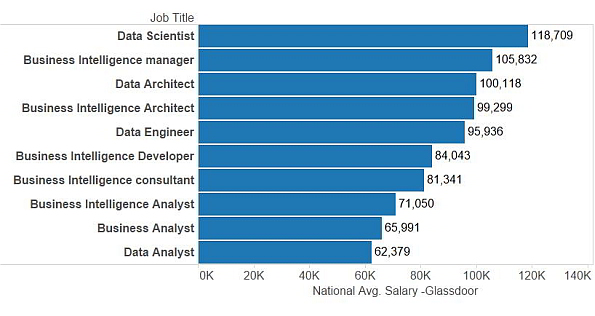 Job Title
Data Scientist 118,709
Business Intelligence manager 105,832
Data Architect 100,118
Business Intelligence Architect 99,299
Data Engineer 95,936
Business Intelligence Developer 84,043
Business Intelligence consultant 81,341
Business Intelligence Analyst 71,050
Business Analyst 65,991
Data Analyst 62,379
0K 20K 40K 60K 80K 100K 120K 140K
National Avg. Salary -Glassdoor